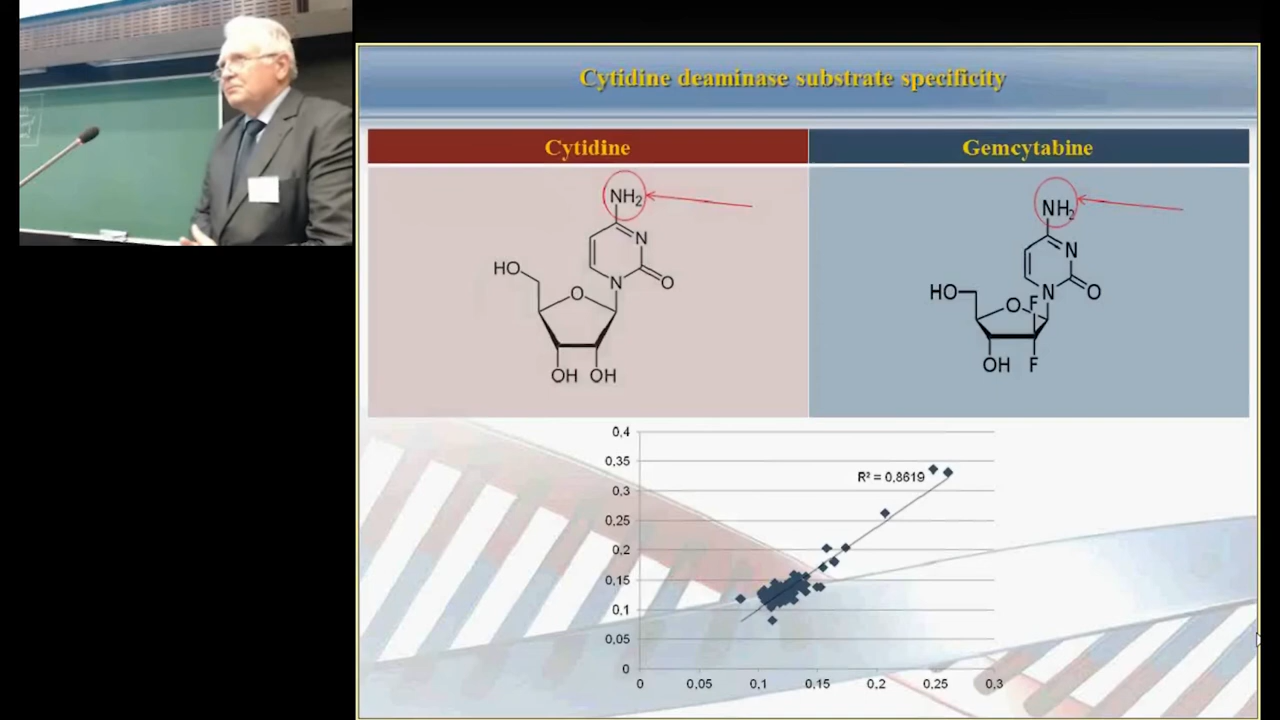 Cytidine deaminase substrate specificity
Cytidine
Gemcytabine
NH2
N
HO
O
N
O
OH OH
NH2
N
HO
O
F
N
O
OH
F
0,4
0,35
0,3
0,25
0,2
0,15
0,1
0,05
0
R² = 0,8619
0 0,05 0,1 0,15 0,2 0,25 0,3